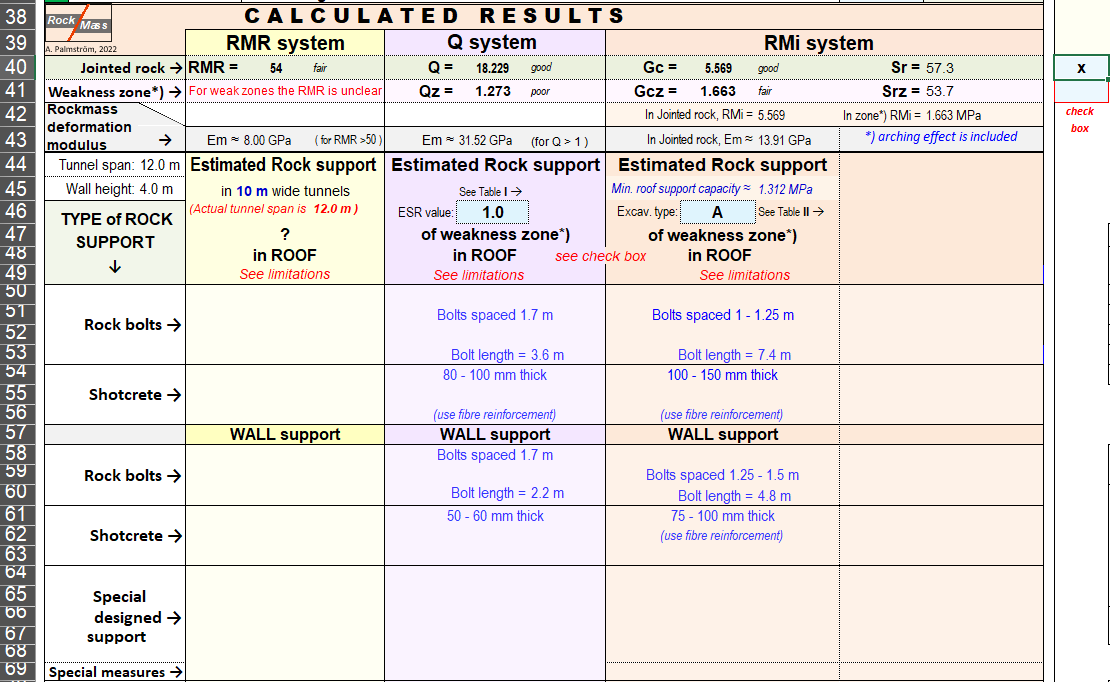 38 Rock Mass CALCULATED RESULTS
A. Palmström, 2022
39 RMR system Q system RMi system
40 Jointed rock → RMR = 54 fair Q = 18.229 good Gc = 5.569 good Sr = 57.3 x
41 Weakness zone*) → For weak zones the RMR is unclear Qz = 1.273 poor Gcz = 1.663 fair Srz = 53.7
42 Rockmass deformation modulus → In Jointed rock, RMi = 5.569 In zone*) RMi = 1.663 MPa check box
43 Em ≈ 8.00 GPa ( for RMR >50 ) Em ≈ 31.52 GPa (for Q > 1 ) In Jointed rock, Em ≈ 13.91 GPa *) arching effect is included
44 Tunnel span: 12.0 m Estimated Rock support Estimated Rock support Estimated Rock support
45 Wall height: 4.0 m in 10 m wide tunnels See Table I → Min. roof support capacity ≈ 1.312 MPa
46 TYPE of ROCK (Actual tunnel span is 12.0 m ) ESR value: 1.0 Excav. type: A See Table II →
47 SUPPORT ? of weakness zone*) of weakness zone*)
48 ↓ in ROOF in ROOF see check box in ROOF
49 See limitations See limitations See limitations
50
51 Rock bolts → Bolts spaced 1.7 m Bolts spaced 1 - 1.25 m
52
53 Bolt length = 3.6 m Bolt length = 7.4 m
54 80 - 100 mm thick 100 - 150 mm thick
55 Shotcrete →
56 (use fibre reinforcement) (use fibre reinforcement)
57 WALL support WALL support WALL support
58 Bolts spaced 1.7 m
59 Rock bolts → Bolts spaced 1.25 - 1.5 m
60 Bolt length = 2.2 m Bolt length = 4.8 m
61 50 - 60 mm thick 75 - 100 mm thick
62 Shotcrete → (use fibre reinforcement)
63
64
65 Special
66 designed →
67 support
68
69 Special measures →